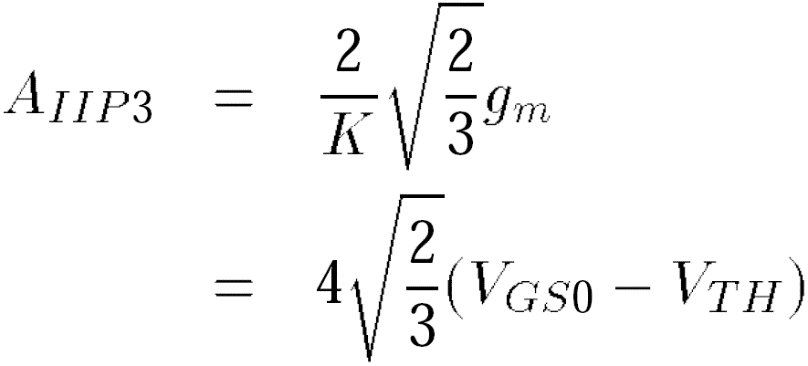 A_{IIP3} = \frac{2}{K}\sqrt{\frac{2}{3}}g_m
= 4\sqrt{\frac{2}{3}}(V_{GS0} - V_{TH})